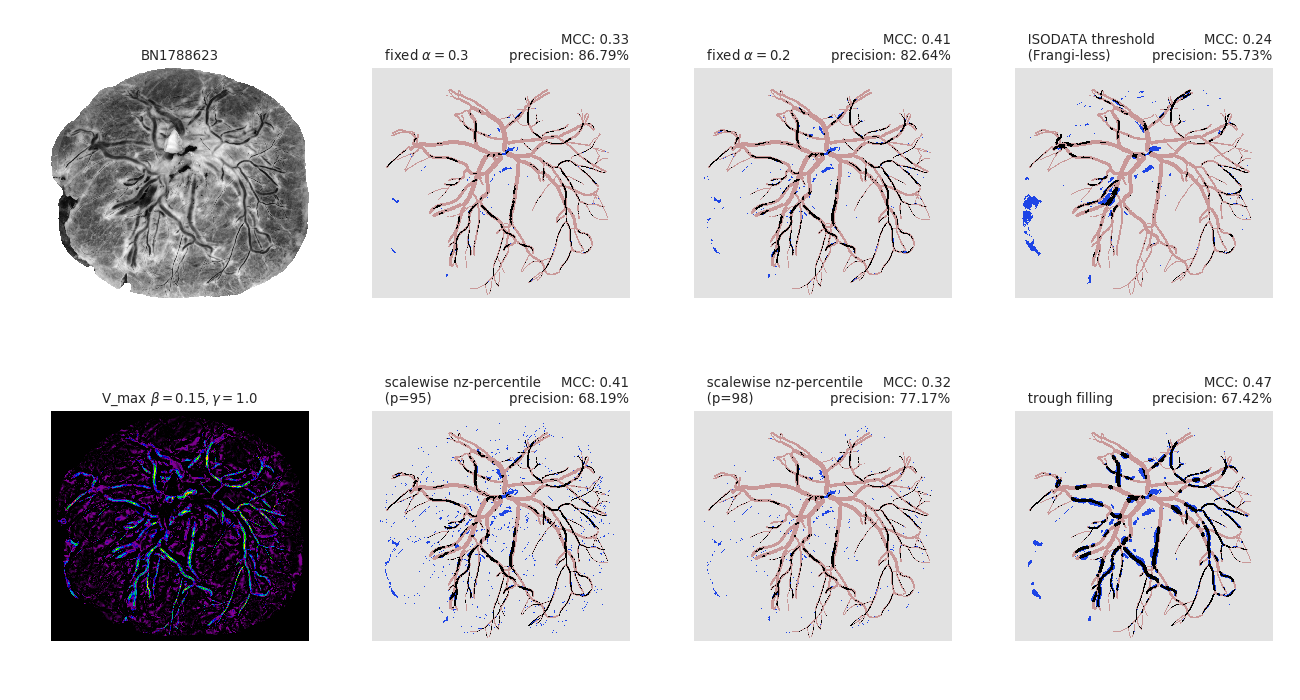 BN1788623
MCC: 0.33
fixed α = 0.3 precision: 86.79%
MCC: 0.41
fixed α = 0.2 precision: 82.64%
ISODATA threshold MCC: 0.24
(Frangi-less) precision: 55.73%
V_max β = 0.15, γ = 1.0
scalewise nz-percentile MCC: 0.41
(p=95) precision: 68.19%
scalewise nz-percentile MCC: 0.32
(p=98) precision: 77.17%
MCC: 0.47
trough filling precision: 67.42%